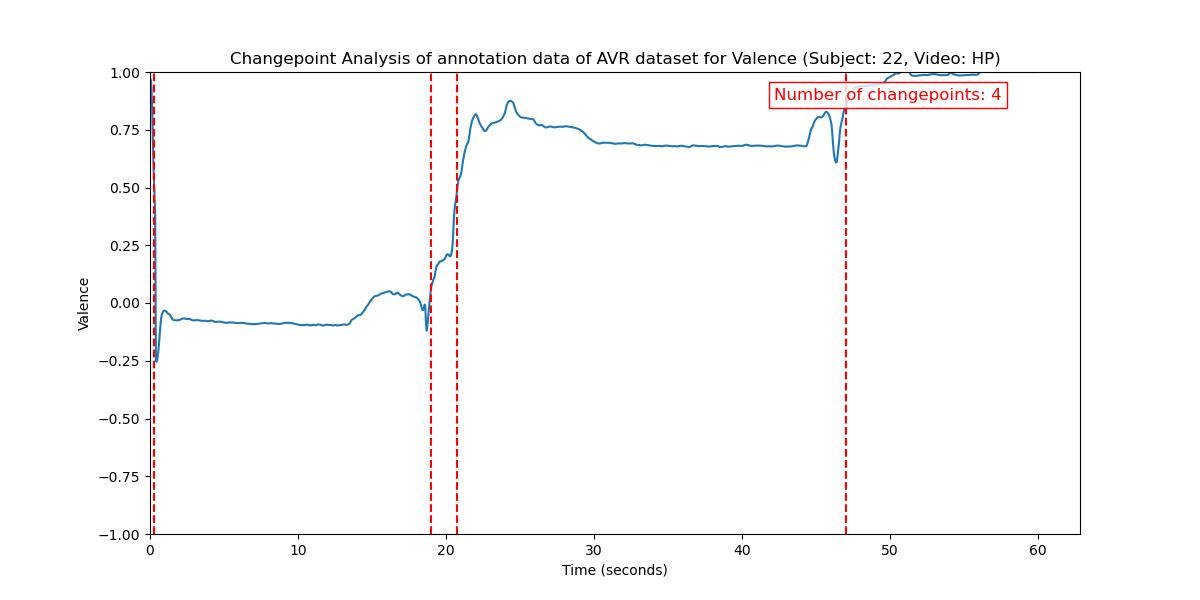 Changepoint Analysis of annotation data of AVR dataset for Valence (Subject: 22, Video: HP)
Number of changepoints: 4
Valence
1.00
0.75
0.50
0.25
0.00
−0.25
−0.50
−0.75
−1.00
0 10 20 30 40 50 60
Time (seconds)